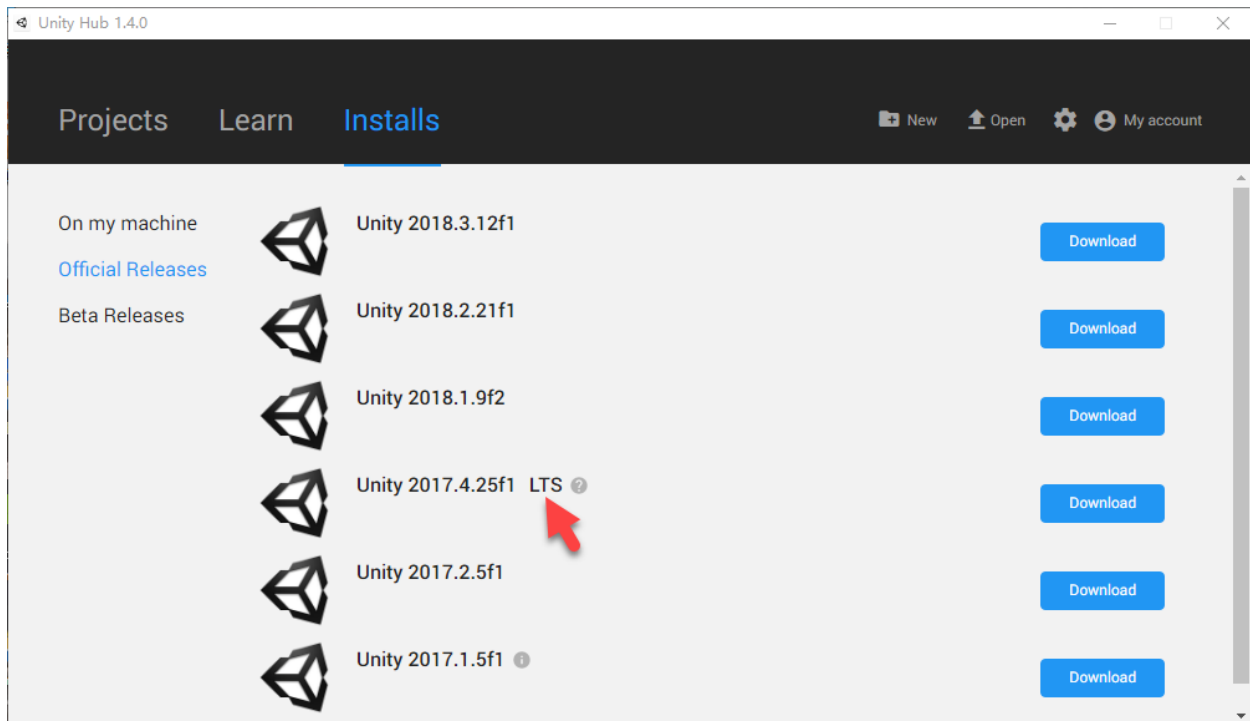 Unity Hub 1.4.0
Projects Learn Installs New Open My account
On my machine
Official Releases
Beta Releases
Unity 2018.3.12f1 Download
Unity 2018.2.21f1 Download
Unity 2018.1.9f2 Download
Unity 2017.4.25f1 LTS Download
Unity 2017.2.5f1 Download
Unity 2017.1.5f1 Download